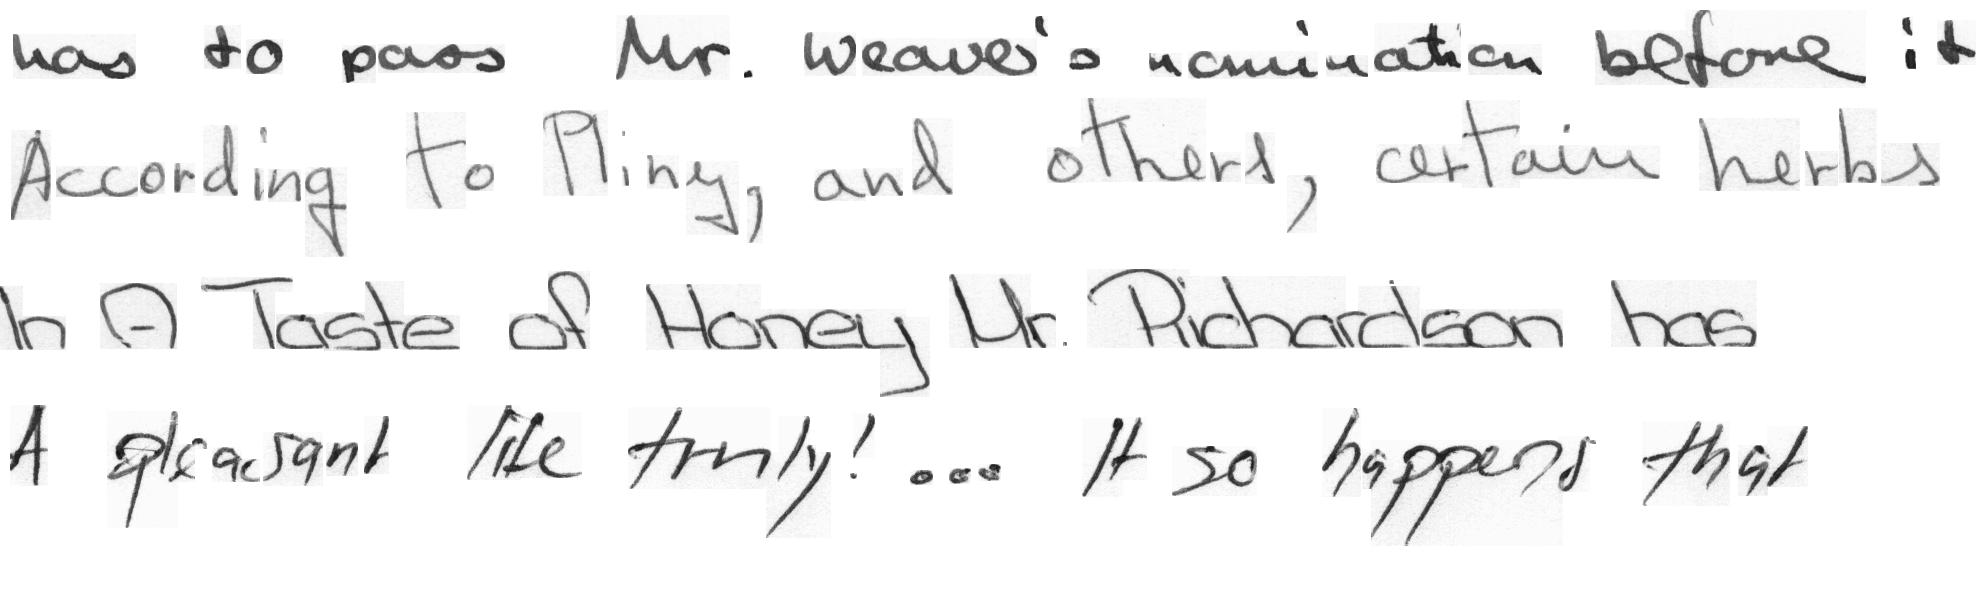 has to pass Mr. Weaver's nomination before it
According to Pliny, and others, certain herbs
In A Taste of Honey Mr. Richardson has
A pleasant life truly! ... It so happens that